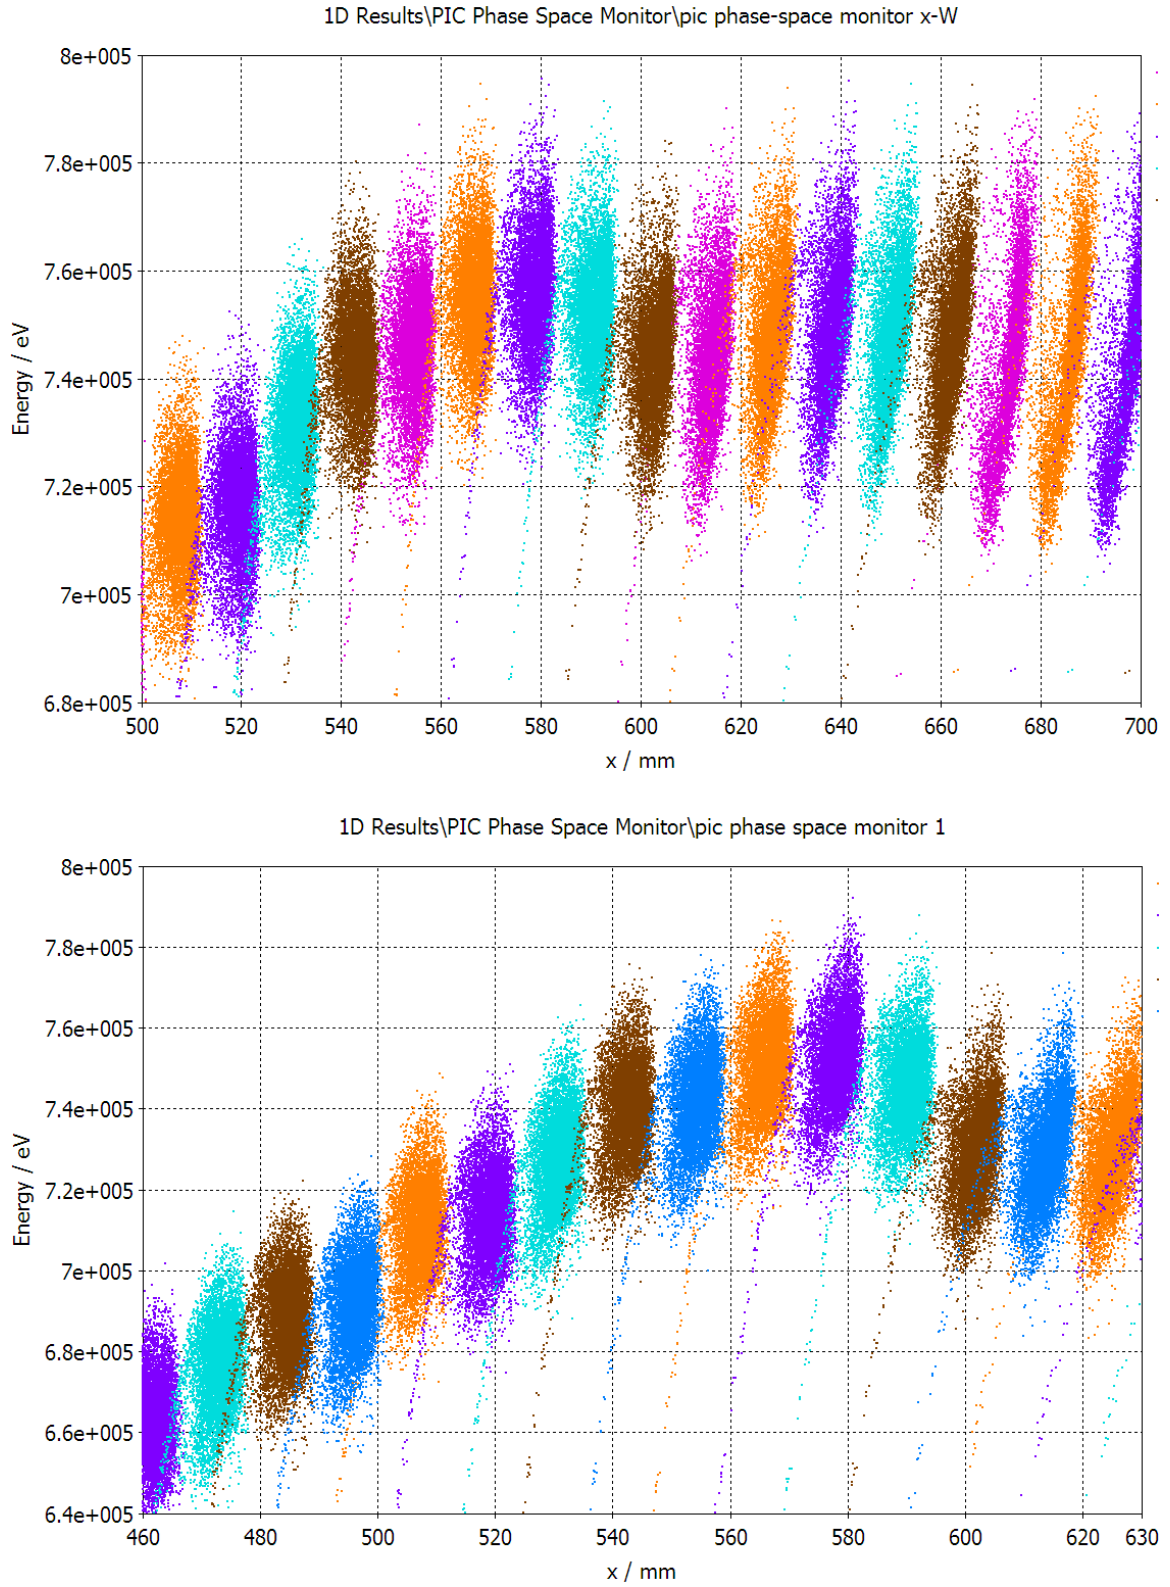 1D Results\PIC Phase Space Monitor\pic phase-space monitor x-W
8e+005
7.8e+005
7.6e+005
7.4e+005
7.2e+005
7e+005
6.8e+005
Energy / eV
500 520 540 560 580 600 620 640 660 680 700
x / mm
1D Results\PIC Phase Space Monitor\pic phase space monitor 1
8e+005
7.8e+005
7.6e+005
7.4e+005
7.2e+005
7e+005
6.8e+005
6.6e+005
6.4e+005
Energy / eV
460 480 500 520 540 560 580 600 620 630
x / mm